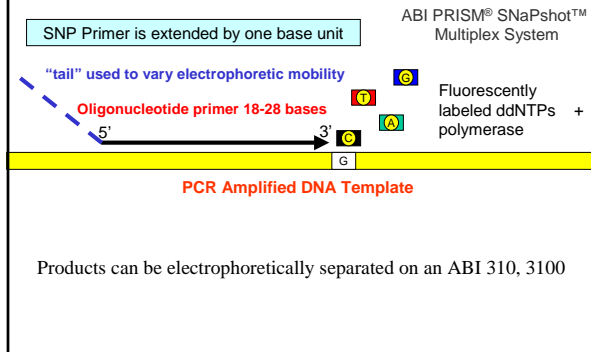 ABI PRISM® SNaPshot™
Multiplex System
SNP Primer is extended by one base unit
“tail” used to vary electrophoretic mobility
G
T
A
C
Fluorescently
labeled ddNTPs +
polymerase
Oligonucleotide primer 18-28 bases
5’
3’
G
PCR Amplified DNA Template
Products can be electrophoretically separated on an ABI 310, 3100